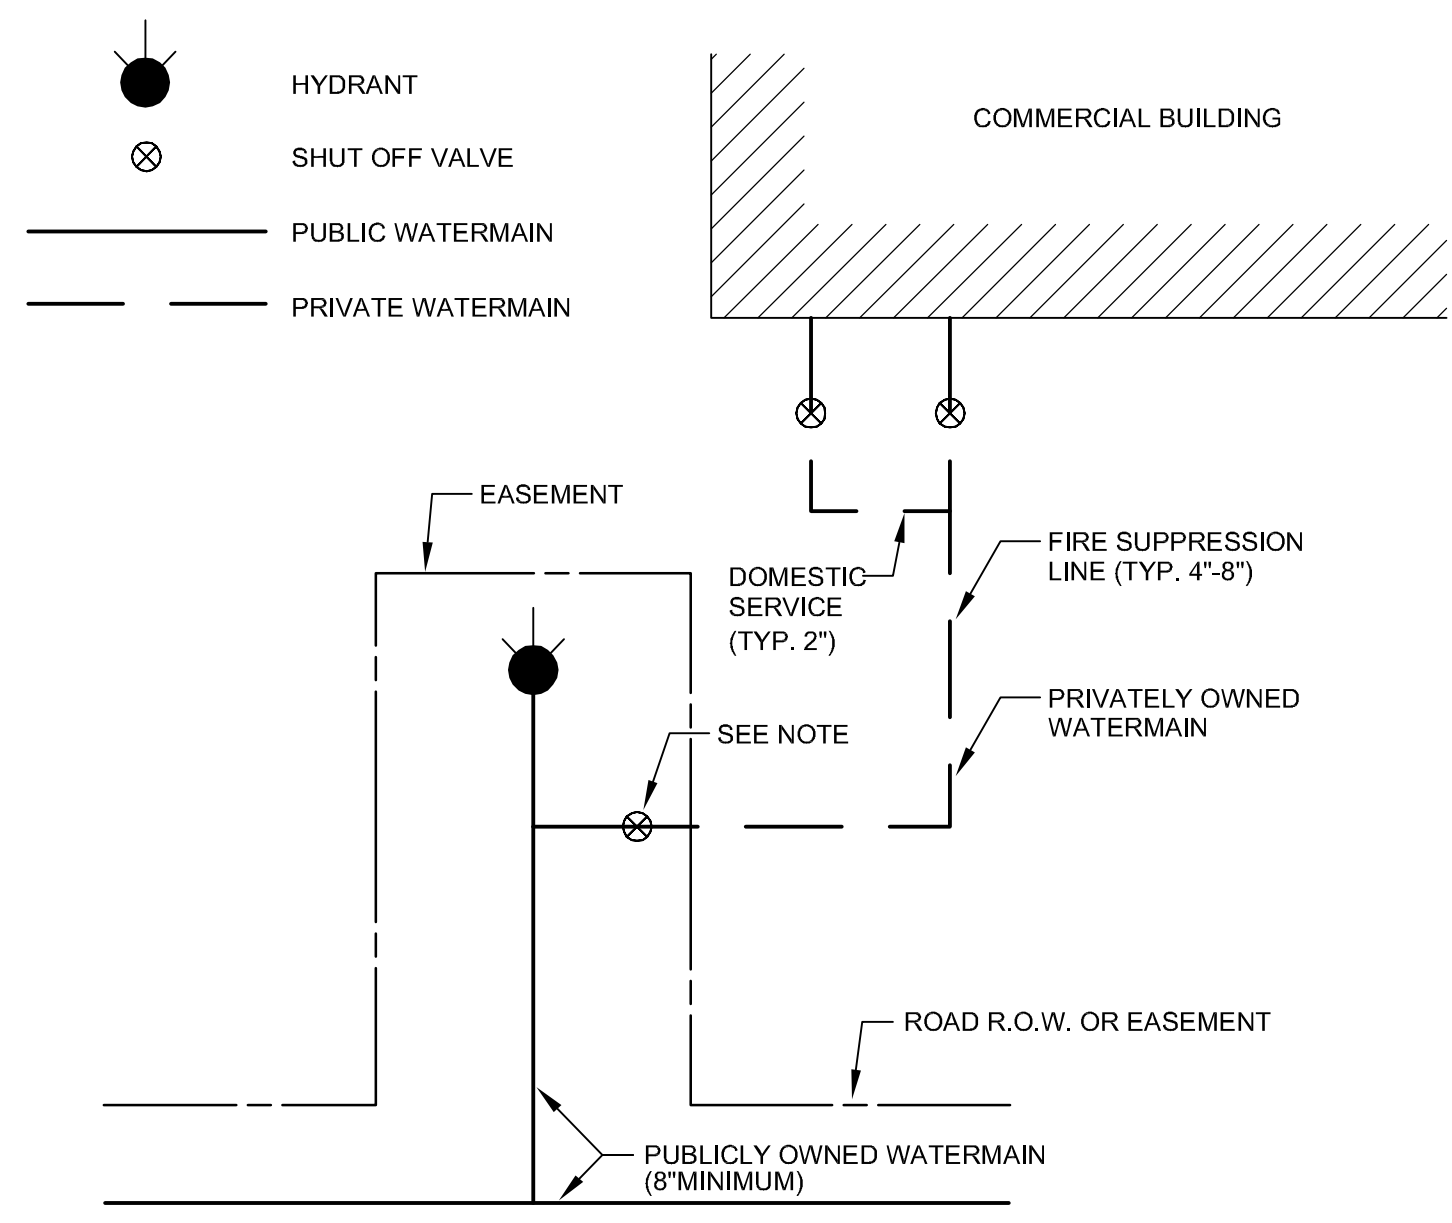 HYDRANT
SHUT OFF VALVE
PUBLIC WATERMAIN
PRIVATE WATERMAIN
COMMERCIAL BUILDING
EASEMENT
DOMESTIC
SERVICE
(TYP. 2")
FIRE SUPPRESSION
LINE (TYP. 4"-8")
PRIVATELY OWNED
WATERMAIN
SEE NOTE
ROAD R.O.W. OR EASEMENT
PUBLICLY OWNED WATERMAIN
(8"MINIMUM)